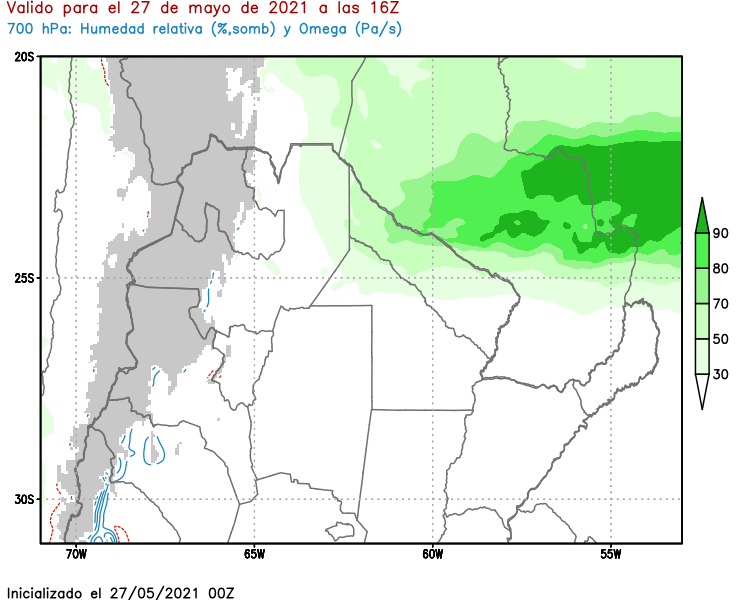 Valido para el 27 de mayo de 2021 a las 16Z
700 hPa: Humedad relativa (%,somb) y Omega (Pa/s)
20S
25S
30S
70W 65W 60W 55W
90
80
70
50
30
Inicializado el 27/05/2021 00Z